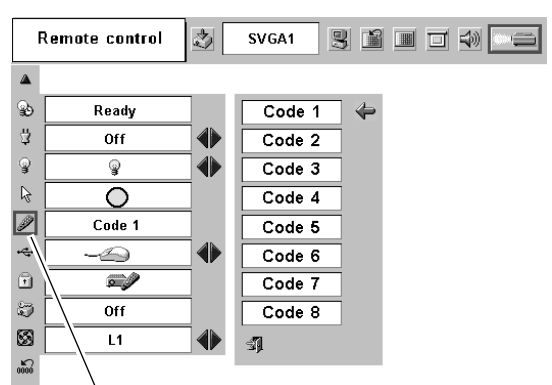 Remote control
SVGA1
Ready
Off
Code 1
Off
L1
0000
Code 1
Code 2
Code 3
Code 4
Code 5
Code 6
Code 7
Code 8